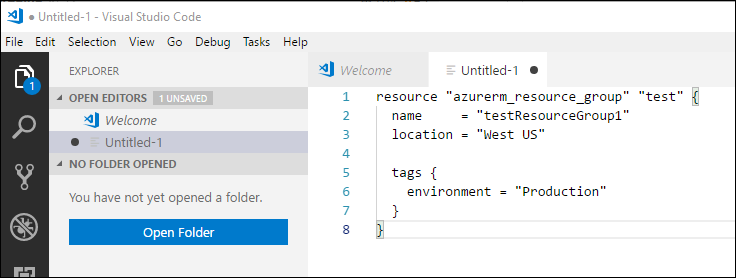 Untitled-1 - Visual Studio Code
File Edit Selection View Go Debug Tasks Help
1
EXPLORER
OPEN EDITORS 1 UNSAVED
Welcome
Untitled-1
NO FOLDER OPENED
You have not yet opened a folder.
Open Folder
Welcome Untitled-1
1 resource "azurerm_resource_group" "test" {
2   name     = "testResourceGroup1"
3   location = "West US"
4
5   tags {
6     environment = "Production"
7   }
8 }